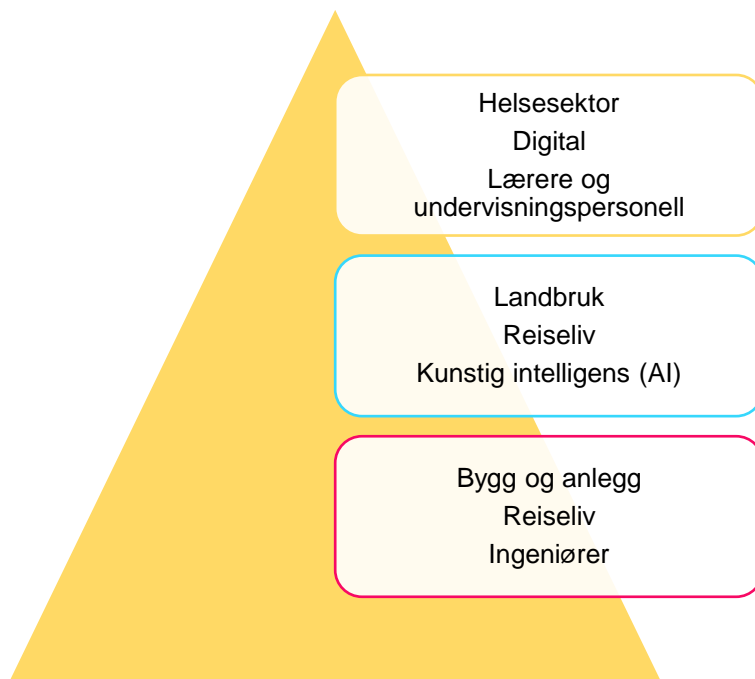 Helsesektor
Digital
Lærere og
undervisningspersonell
Landbruk
Reiseliv
Kunstig intelligens (AI)
Bygg og anlegg
Reiseliv
Ingeniører